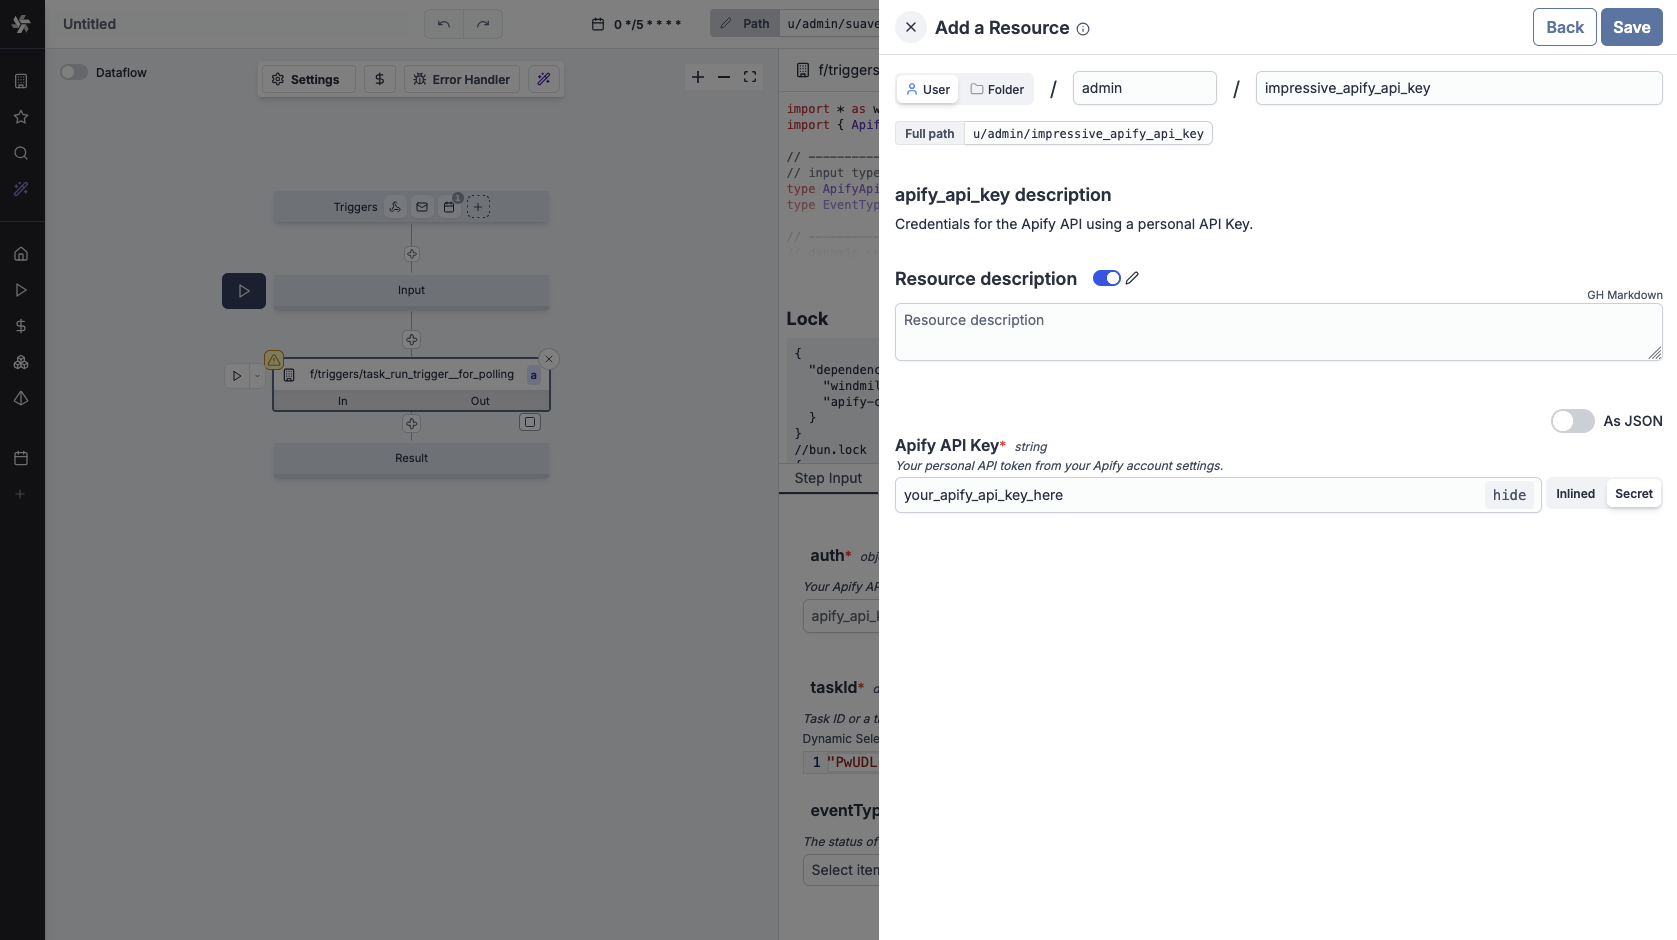 Untitled
0 */5 * * * *
Path
u/admin/suave
Dataflow
Settings
$
Error Handler
Triggers
1
Input
f/triggers/task_run_trigger__for_polling
a
In
Out
Result
f/triggers
import * as w
import { Apif
// input type
type ApifyApi
type EventTyp
Lock
{
"dependenc
"windmil
"apify-c
}
}
//bun.lock
{
Step Input
auth* obj
Your Apify AP
apify_api_k
taskId* d
Task ID or a t
Dynamic Sele
1 "PwUDL
eventTyp
The status of
Select item
Add a Resource
Back
Save
User
Folder
/
admin
/
impressive_apify_api_key
Full path
u/admin/impressive_apify_api_key
apify_api_key description
Credentials for the Apify API using a personal API Key.
Resource description
GH Markdown
Resource description
As JSON
Apify API Key* string
Your personal API token from your Apify account settings.
your_apify_api_key_here
hide
Inlined
Secret